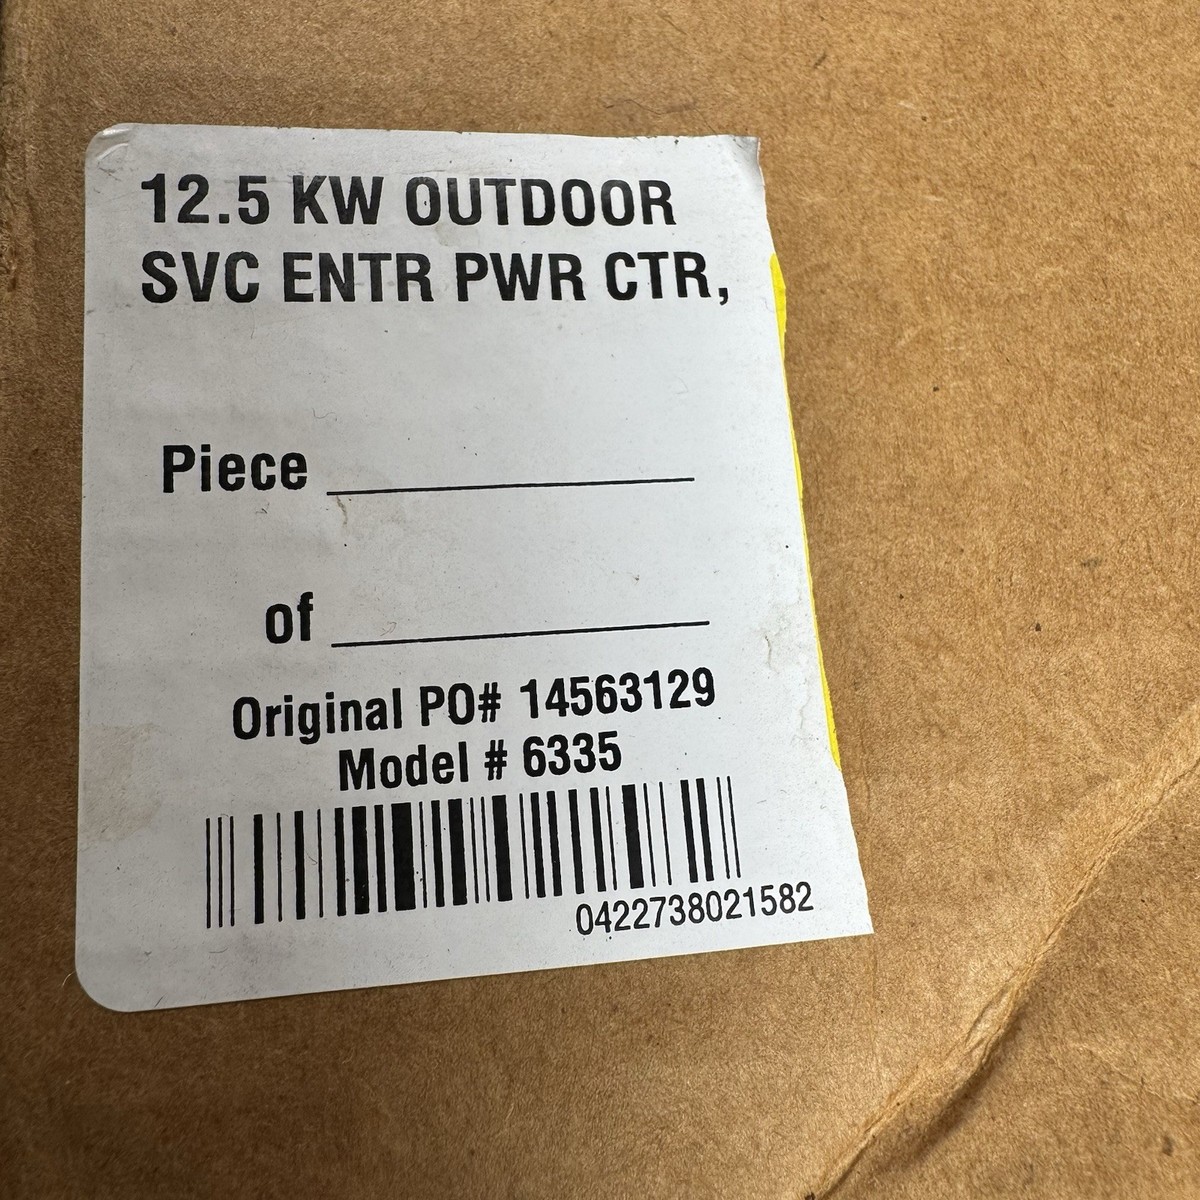 12.5 KW OUTDOOR
SVC ENTR PWR CTR,
Piece
of
Original PO# 14563129
Model # 6335
0422738021582